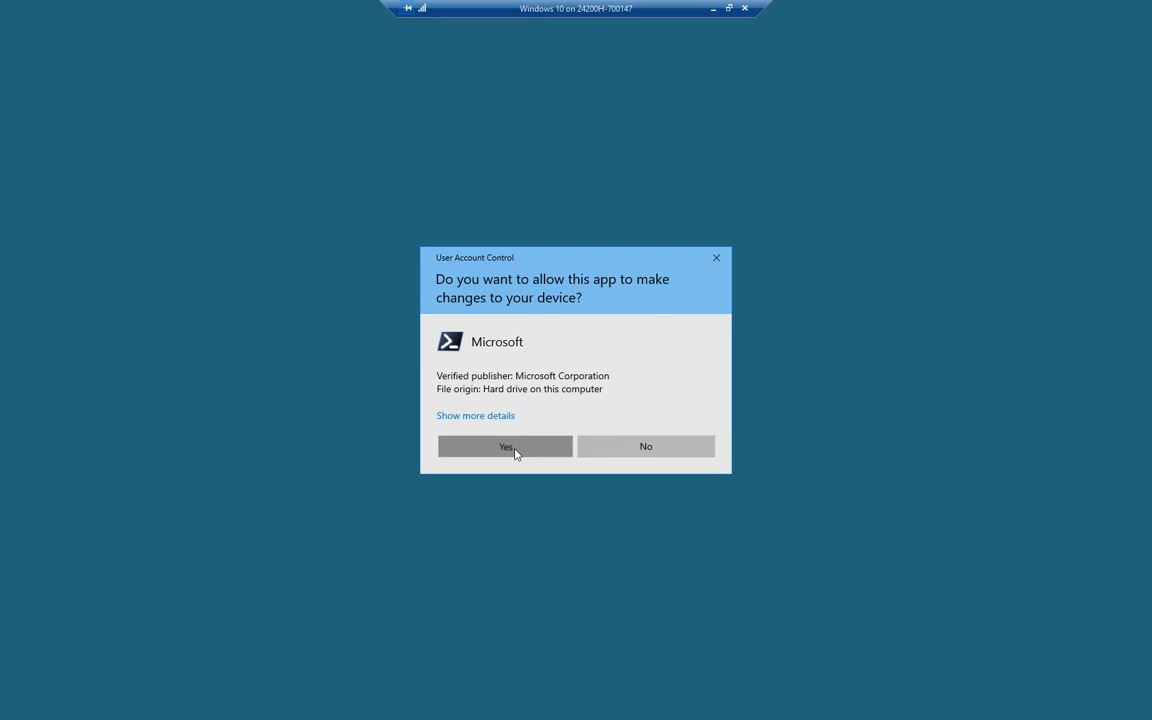 Windows 10 on 24200H-700147
User Account Control
Do you want to allow this app to make
changes to your device?
Microsoft
Verified publisher: Microsoft Corporation
File origin: Hard drive on this computer
Show more details
Yes
No